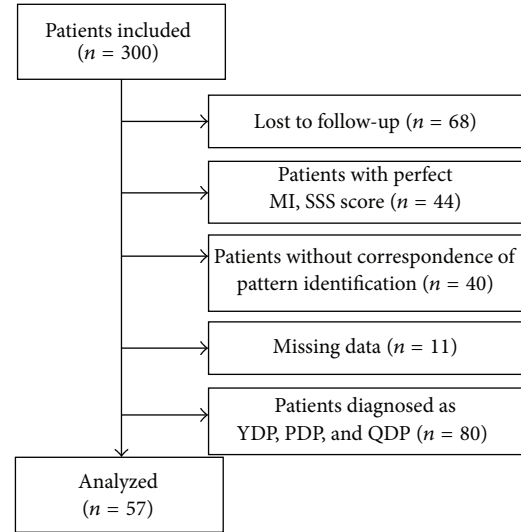 Patients included
(n = 300)
Lost to follow-up (n = 68)
Patients with perfect
MI, SSS score (n = 44)
Patients without correspondence of
pattern identification (n = 40)
Missing data (n = 11)
Patients diagnosed as
YDP, PDP, and QDP (n = 80)
Analyzed
(n = 57)